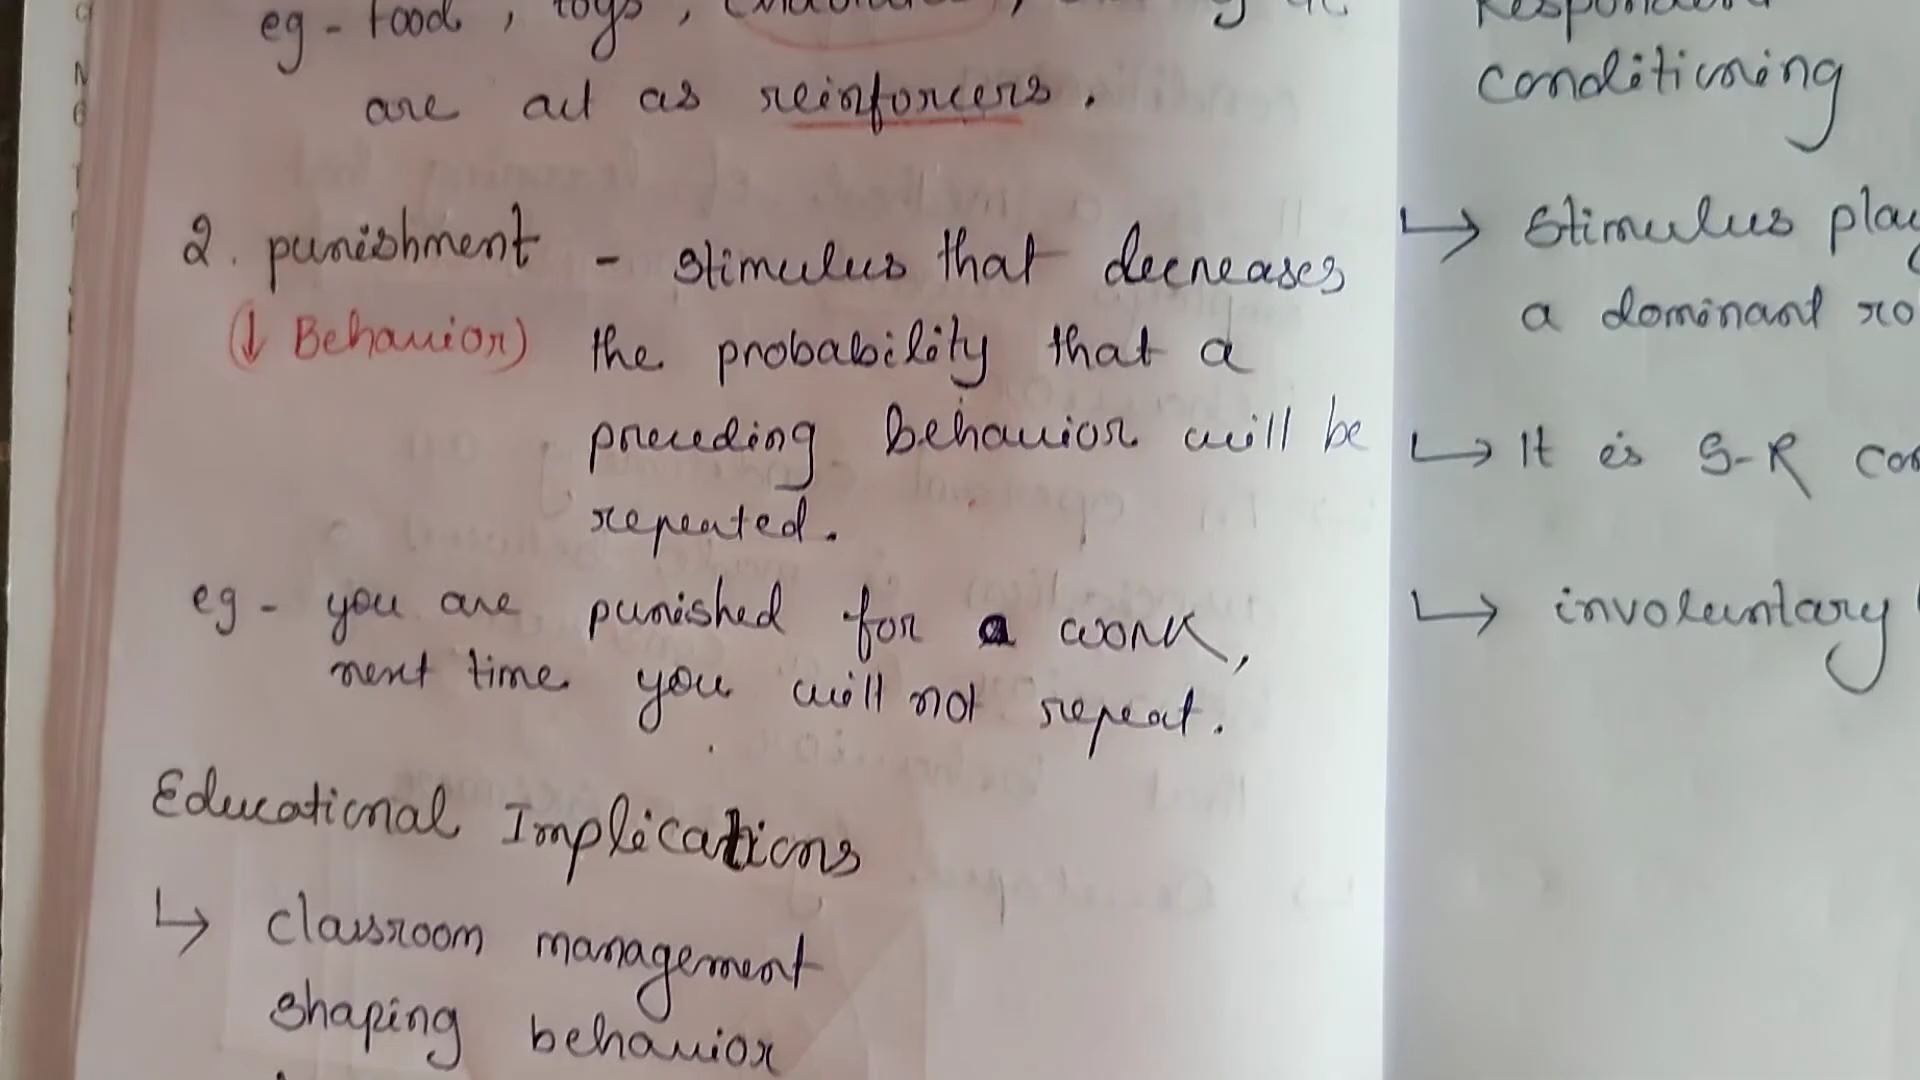 eg - food, toys,
are act as reinforcers.
2. punishment - stimulus that decreases
(↓ Behavior) the probability that a
preceding behavior will be
repeated.
eg - you are punished for a work,
next time you will not repeat.
Educational Implications
↳ classroom management
shaping behavior
conditioning
↳ stimulus play
a dominant ro
↳ It is S-R
↳ involuntary